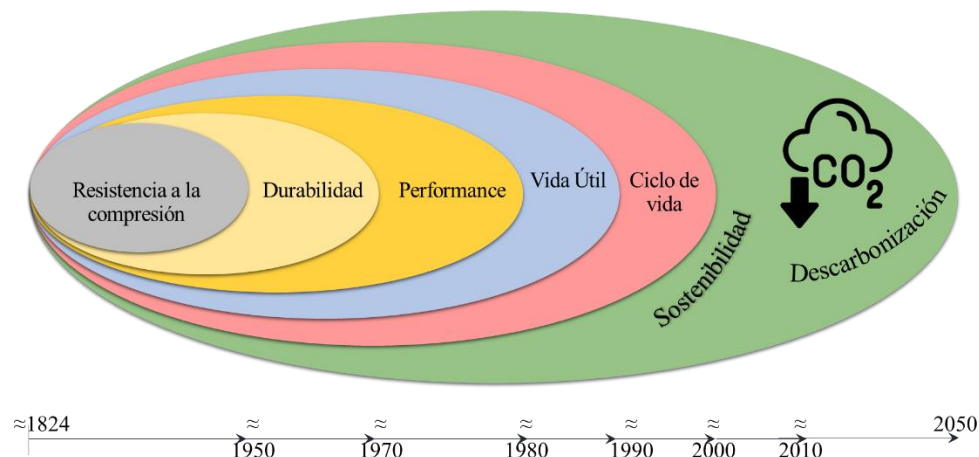 Resistencia a la
compresión
Durabilidad
Performance
Vida Útil
Ciclo de
vida
Sostenibilidad
CO2
Descarbonización
≈1824
≈
1950
≈
1970
≈
1980
≈
1990
≈
2000
≈
2010
2050